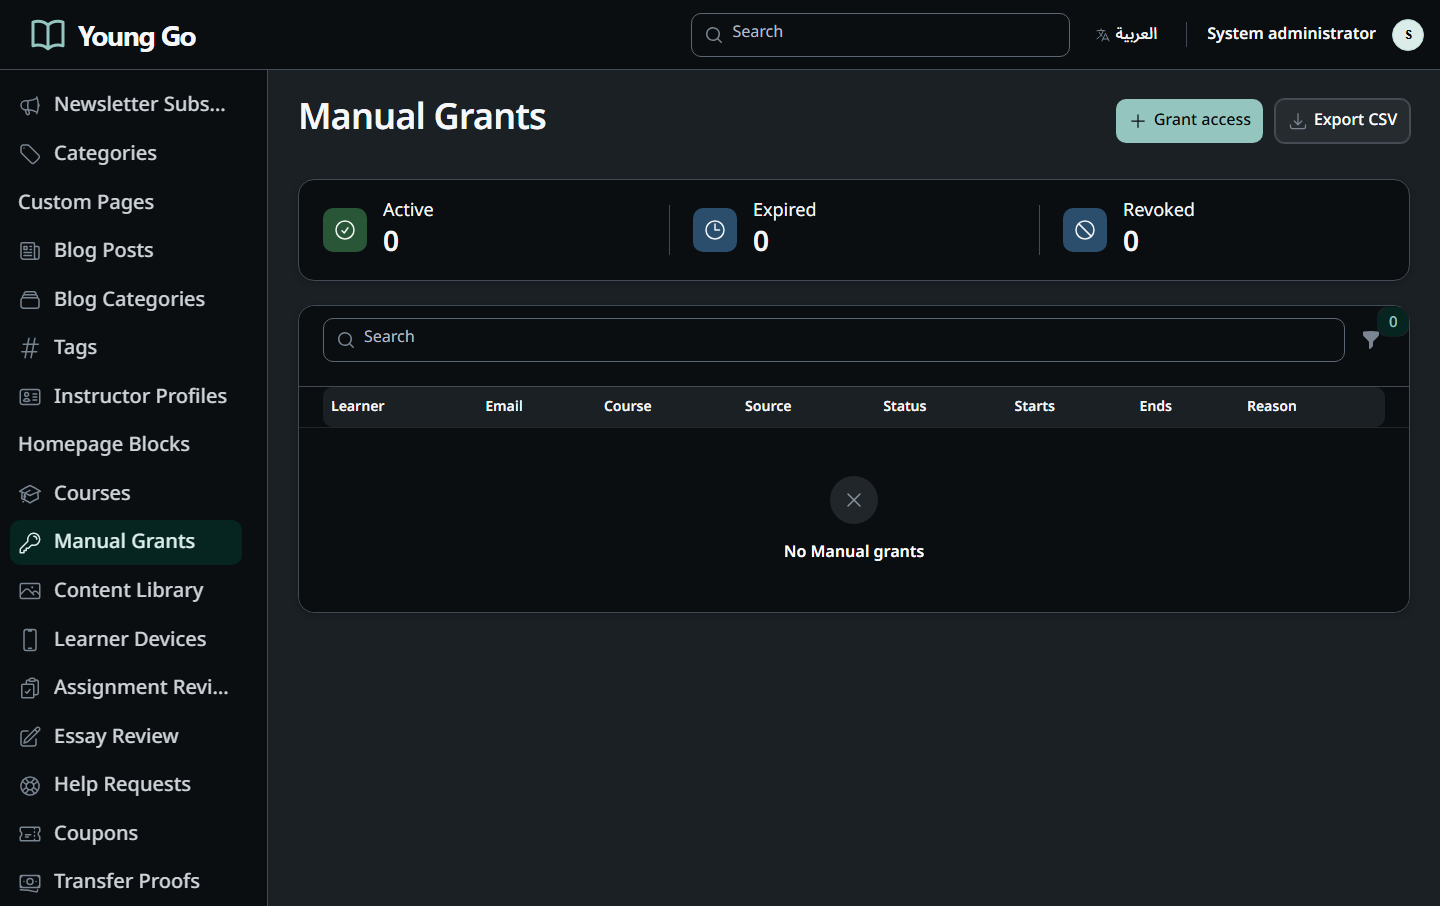 Young Go
Search
العربية
System administrator
S
Newsletter Subs...
Categories
Custom Pages
Blog Posts
Blog Categories
Tags
Instructor Profiles
Homepage Blocks
Courses
Manual Grants
Content Library
Learner Devices
Assignment Revi...
Essay Review
Help Requests
Coupons
Transfer Proofs
Manual Grants
Grant access
Export CSV
Active
0
Expired
0
Revoked
0
Search
0
Learner Email Course Source Status Starts Ends Reason
No Manual grants